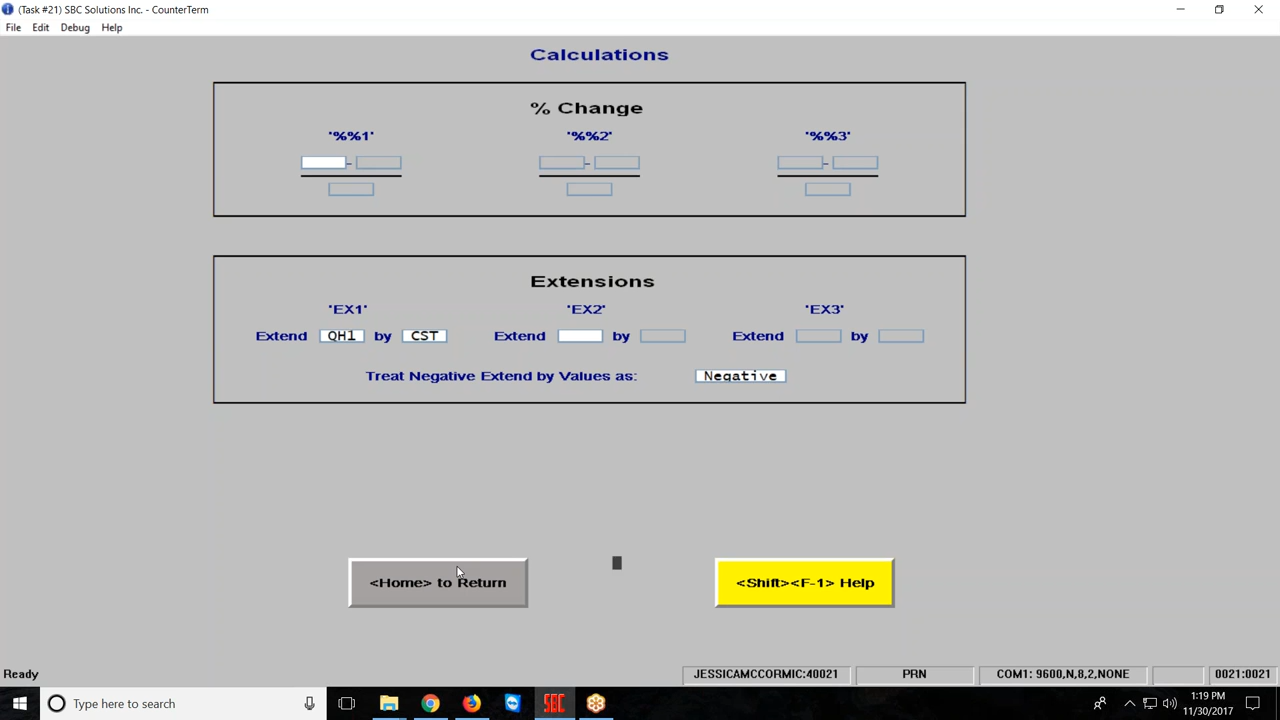 (Task #21) SBC Solutions Inc. - CounterTerm
File Edit Debug Help
Calculations
% Change
'%%1' '%%2' '%%3'
- - -
Extensions
'EX1' 'EX2' 'EX3'
Extend QH1 by CST Extend by Extend by
Treat Negative Extend by Values as: Negative
<Home> to Return <Shift><F-1> Help
Ready JESSICAMCCORMIC:40021 PRN COM1: 9600,N,8,2,NONE 0021:0021
Type here to search SBC 1:19 PM
11/30/2017